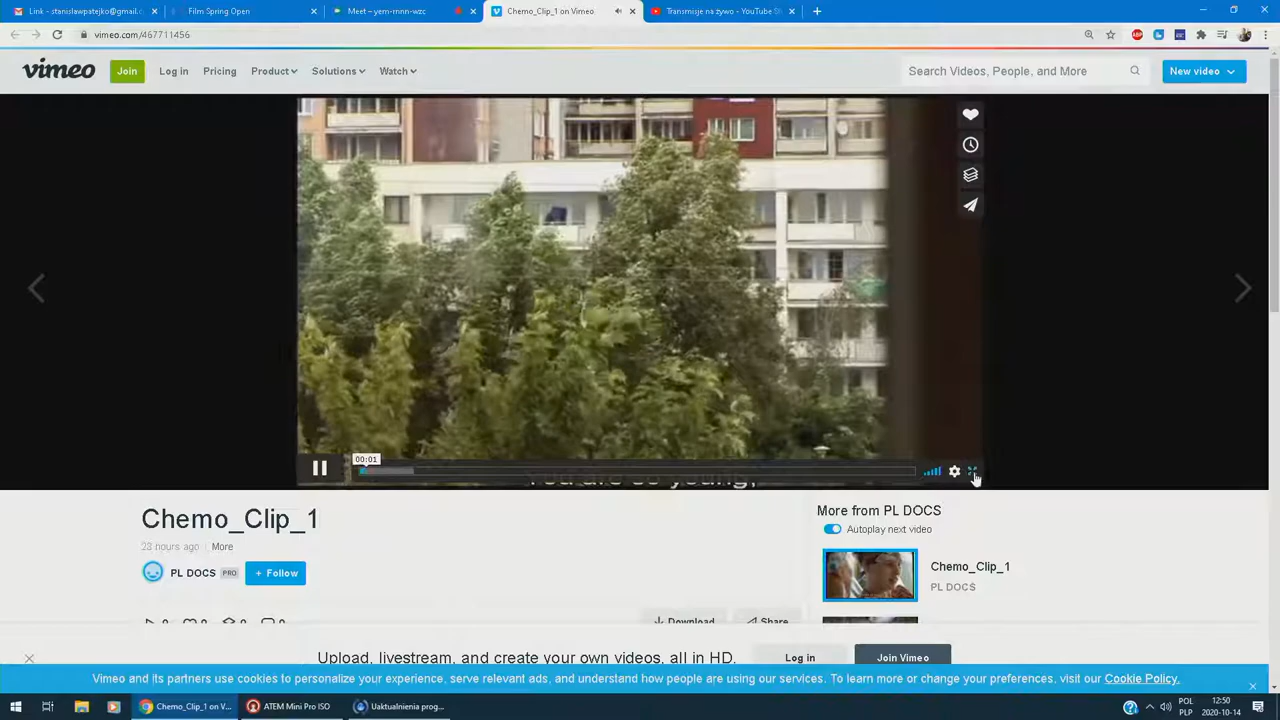 Link - stanislawpatejko@gmail.c
Film Spring Open
Meet – yem-rnnn-wzc
Chemo_Clip_1 on Vimeo
Transmisje na żywo - YouTube St
vimeo.com/467711456
vimeo
Join
Log in
Pricing
Product
Solutions
Watch
Search Videos, People, and More
New video
00:01
You are so young,
Chemo_Clip_1
23 hours ago
More
PL DOCS PRO
+ Follow
Download
Share
More from PL DOCS
Autoplay next video
Chemo_Clip_1
PL DOCS
Upload, livestream, and create your own videos, all in HD.
Log in
Join Vimeo
Vimeo and its partners use cookies to personalize your experience, serve relevant ads, and understand how people are using our services. To learn more or change your preferences, visit our Cookie Policy.
Chemo_Clip_1 on V...
ATEM Mini Pro ISO
Uaktualnienia prog...
POL
PLP
12:50
2020-10-14